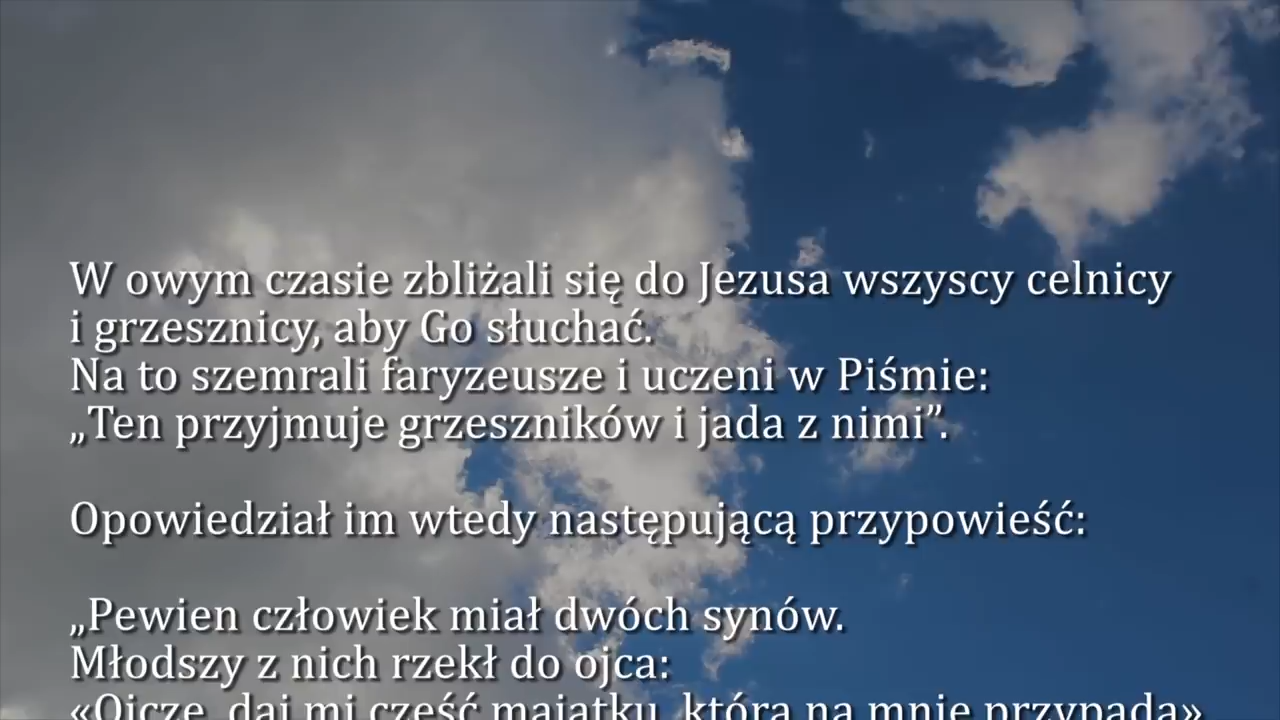 W owym czasie zbliżali się do Jezusa wszyscy celnicy
i grzesznicy, aby Go słuchać.
Na to szemrali faryzeusze i uczeni w Piśmie:
„Ten przyjmuje grzeszników i jada z nimi”.
Opowiedział im wtedy następującą przypowieść:
„Pewien człowiek miał dwóch synów.
Młodszy z nich rzekł do ojca:
«Ojcze, daj mi część majątku, która na mnie przypada»